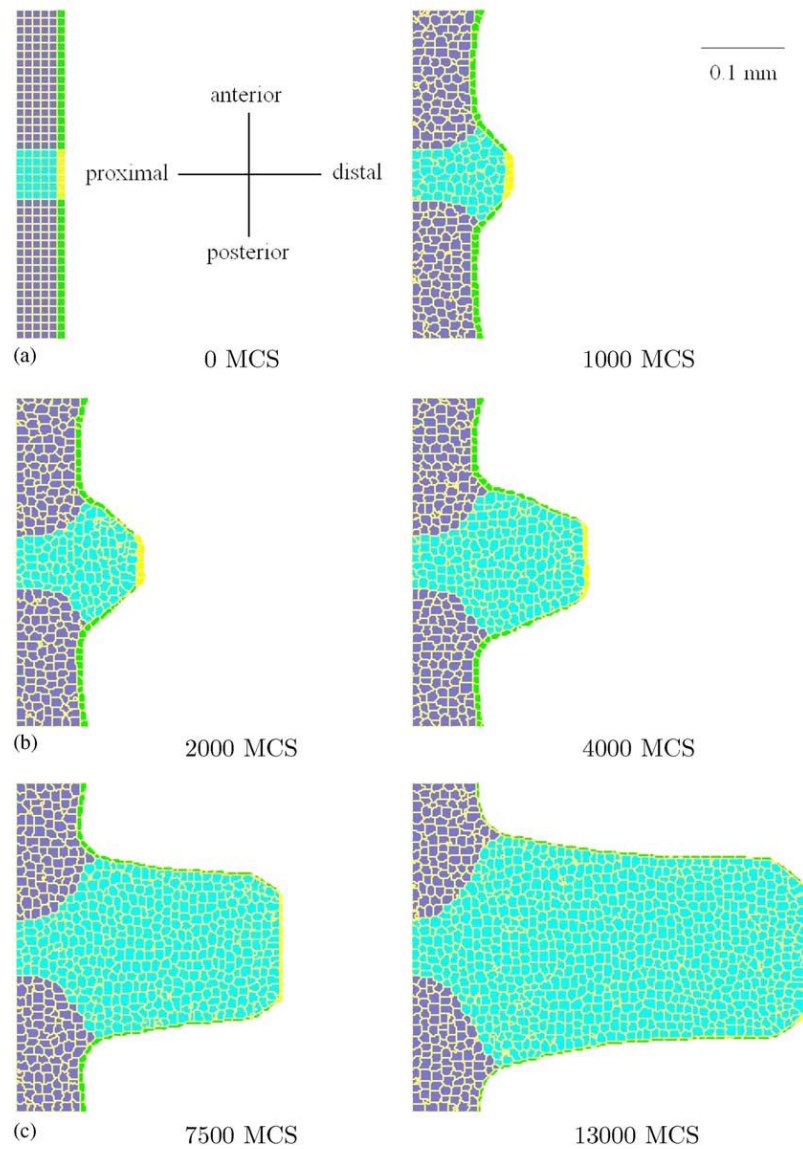 anterior
0.1 mm
proximal
distal
posterior
(a)
0 MCS
1000 MCS
(b)
2000 MCS
4000 MCS
(c)
7500 MCS
13000 MCS